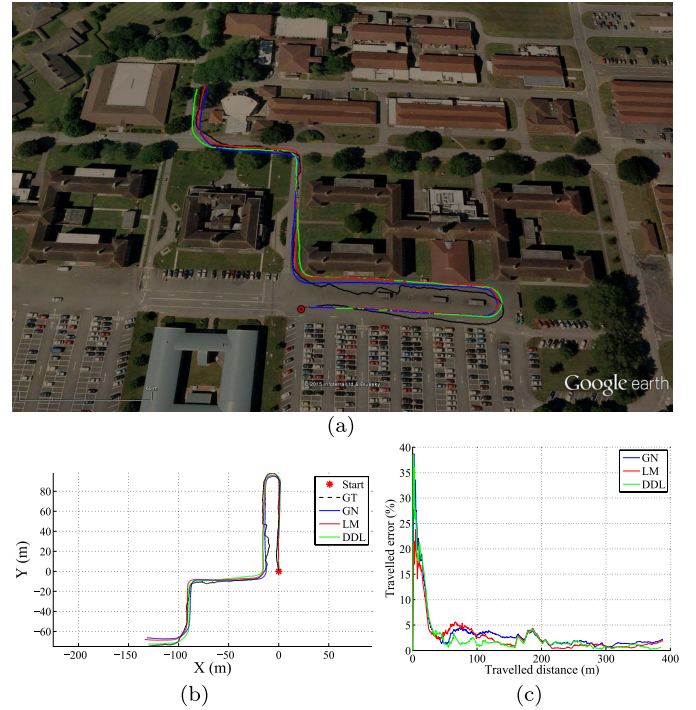 Google earth
(a)
80
60
40
20
0
−20
−40
−60
−200
−150
−100
−50
0
50
Y (m)
X (m)
Start
GT
GN
LM
DDL
(b)
40
35
30
25
20
15
10
5
0
0
100
200
300
400
Travelled error (%)
Travelled distance (m)
GN
LM
DDL
(c)